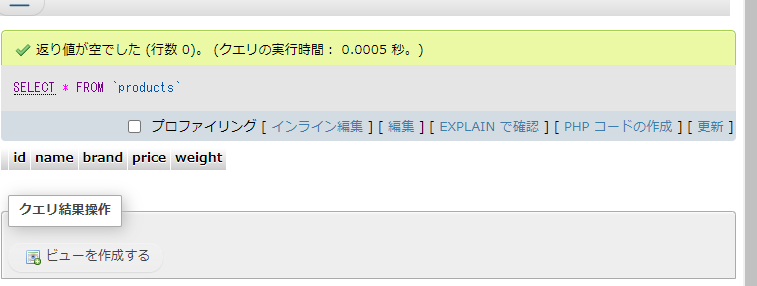 返り値が空でした (行数 0)。 (クエリの実行時間： 0.0005 秒。)
SELECT * FROM `products`
プロファイリング [ インライン編集 ] [ 編集 ] [ EXPLAIN で確認 ] [ PHP コードの作成 ] [ 更新 ]
id name brand price weight
クエリ結果操作
ビューを作成する